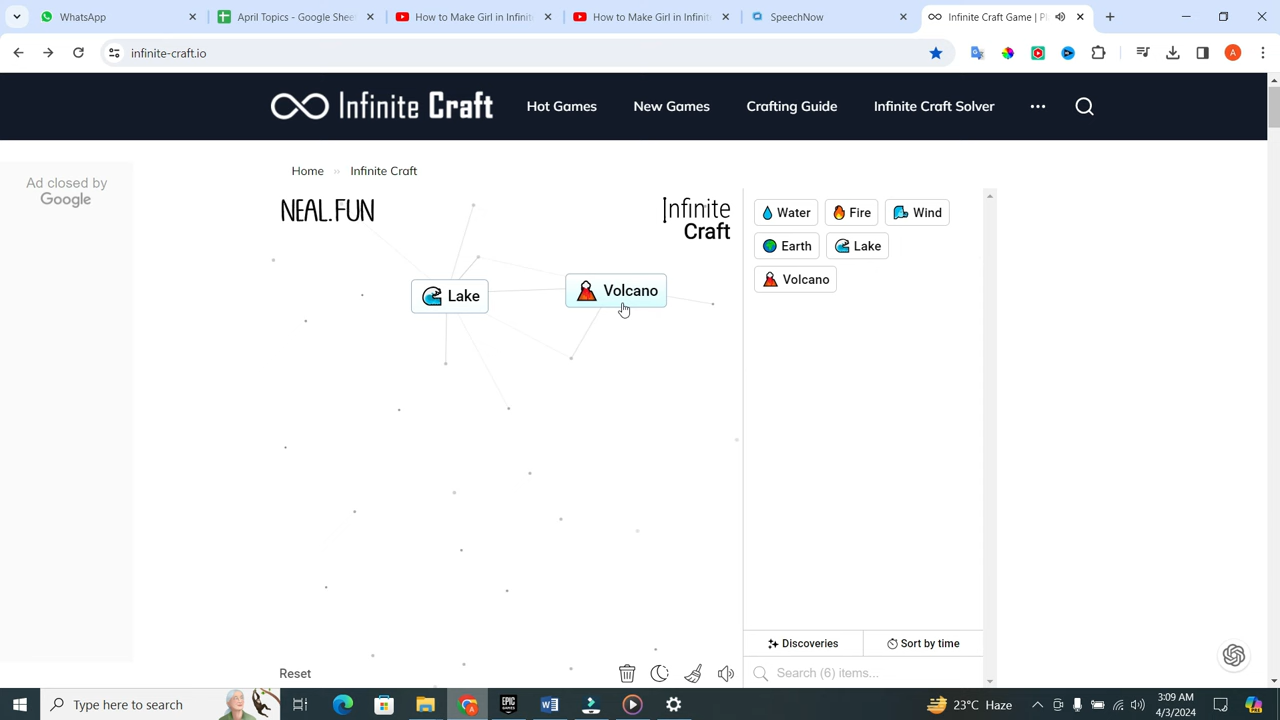 WhatsApp
April Topics - Google Shee
How to Make Girl in Infinit
How to Make Girl in Infinit
SpeechNow
Infinite Craft Game | Pl
infinite-craft.io
Infinite Craft
Hot Games
New Games
Crafting Guide
Infinite Craft Solver
Home
Infinite Craft
Ad closed by
Google
NEAL.FUN
Infinite
Craft
Water
Fire
Wind
Earth
Lake
Volcano
Lake
Volcano
Discoveries
Sort by time
Reset
Search (6) items...
Type here to search
EPIC
GAMES
W
23°C Haze
3:09 AM
4/3/2024